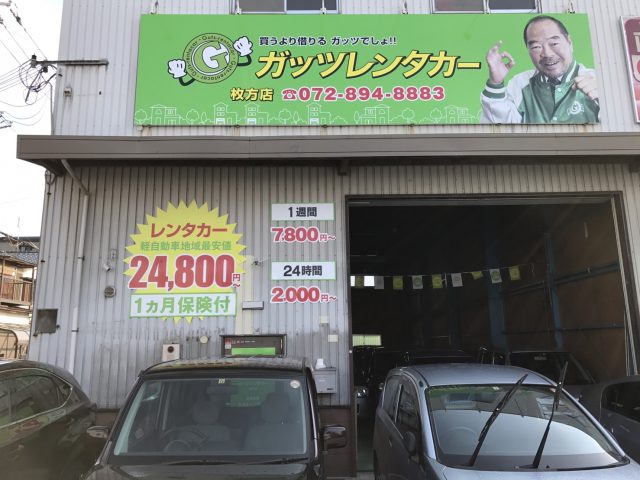 買うより借りる ガッツでしょ!!
ガッツレンタカー
枚方店 ☎072-894-8883
G
レンタカー
軽自動車地域最安値
24,800円~
1ヵ月保険付
1週間
7.800円~
24時間
2.000円~